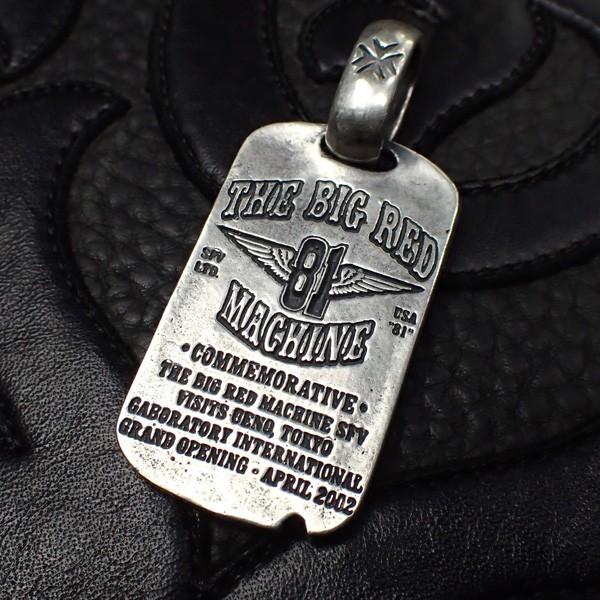 THE BIG RED
SFV
LTD.
81
USA
"81"
MACHINE
• COMMEMORATIVE •
THE BIG RED MACHINE SFV
VISITS UENO, TOKYO
GABORATORY INTERNATIONAL
GRAND OPENING • APRIL 2002